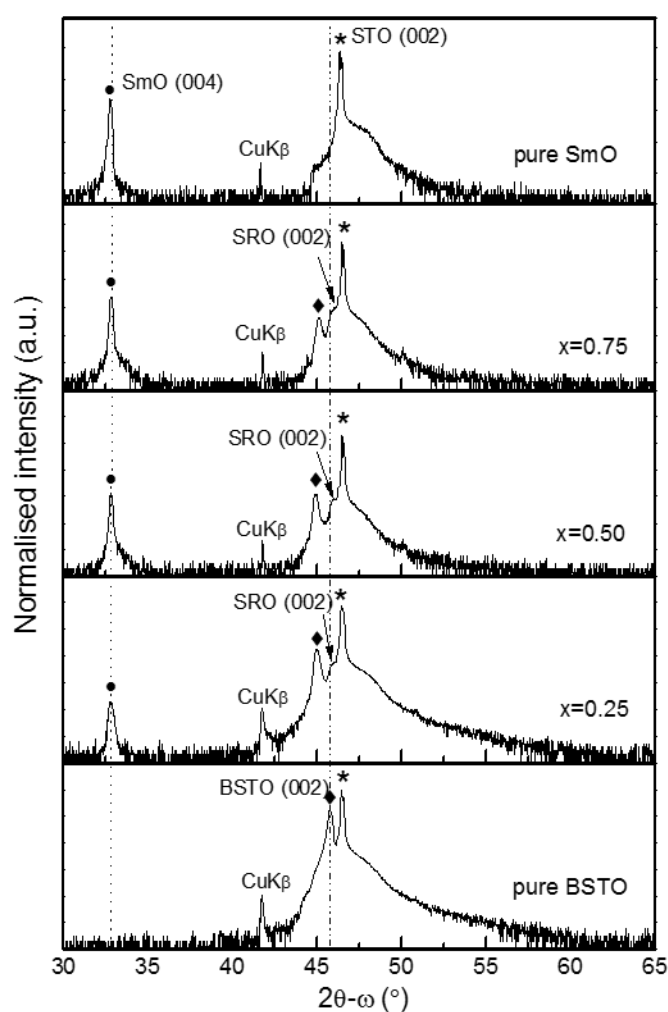 SmO (004)
* STO (002)
CuKβ
pure SmO
SRO (002)
*
CuKβ
x=0.75
SRO (002)
*
CuKβ
x=0.50
SRO (002)
*
CuKβ
x=0.25
BSTO (002)
*
CuKβ
pure BSTO
30 35 40 45 50 55 60 65
2θ-ω (°)
Normalised intensity (a.u.)